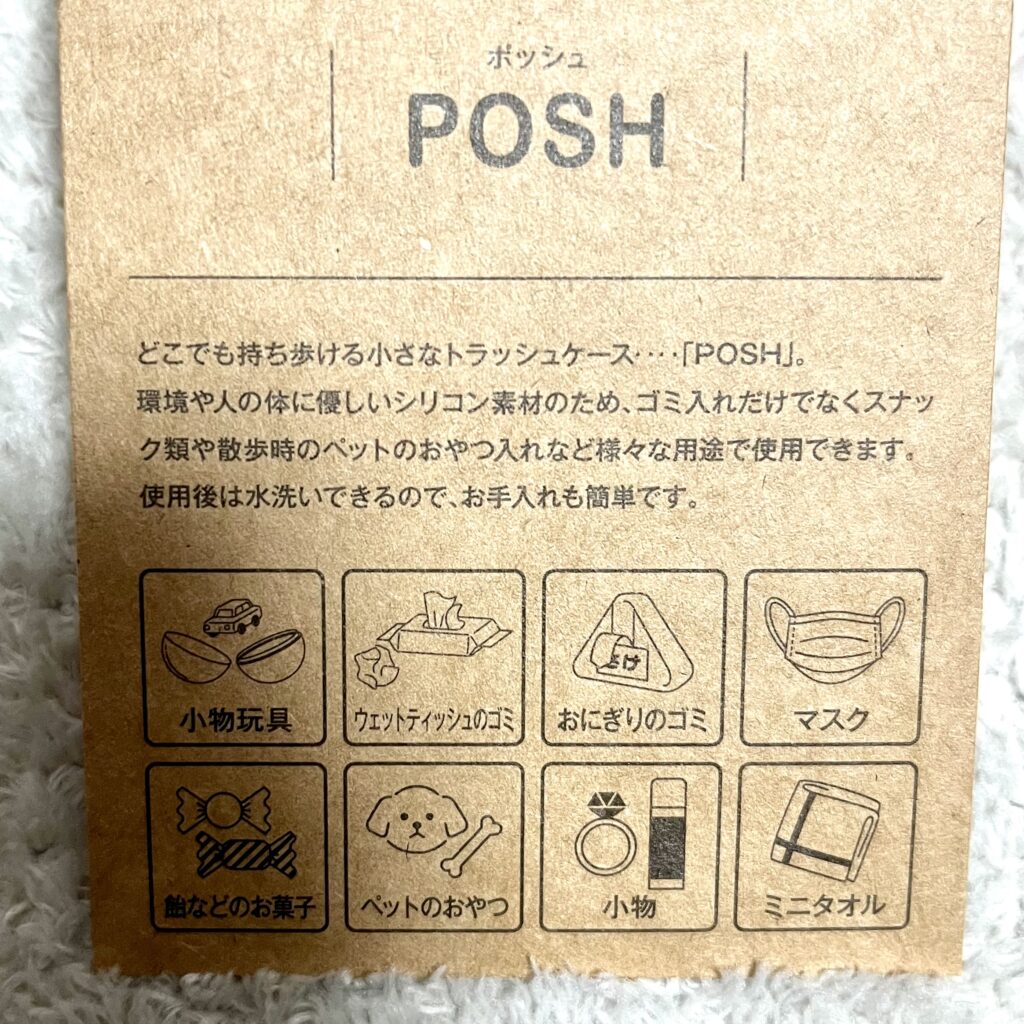 ポッシュ
POSH
どこでも持ち歩ける小さなトラッシュケース‥‥「POSH」。
環境や人の体に優しいシリコン素材のため、ゴミ入れだけでなくスナッ
ク類や散歩時のペットのおやつ入れなど様々な用途で使用できます。
使用後は水洗いできるので、お手入れも簡単です。
小物玩具
ウェットティッシュのゴミ
さけ
おにぎりのゴミ
マスク
飴などのお菓子
ペットのおやつ
小物
ミニタオル